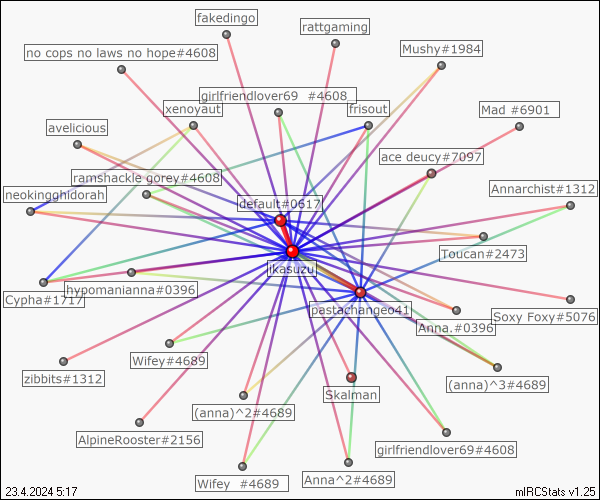 fakedingo
rattgaming
no cops no laws no hope#4608
Mushy#1984
girlfriendlover69 #4608
xenoyaut
frisout
Mad #6901
avelicious
ace deucy#7097
ramshackle gorey#4608
Annarchist#1312
neokingghidorah
default#0617
Toucan#2473
ikasuzu
Cypha#1717
hypomanianna#0396
pastachangeo41
Soxy Foxy#5076
Anna.#0396
Wifey#4689
zibbits#1312
(anna)^3#4689
Skalman
(anna)^2#4689
AlpineRooster#2156
girlfriendlover69#4608
Wifey #4689
Anna^2#4689
23.4.2024 5:17
mIRCStats v1.25